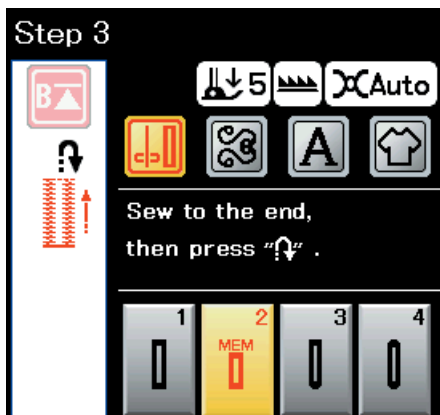 Step 3
B
5 Auto
A
Sew to the end,
then press "↷" .
1 2 3 4
MEM